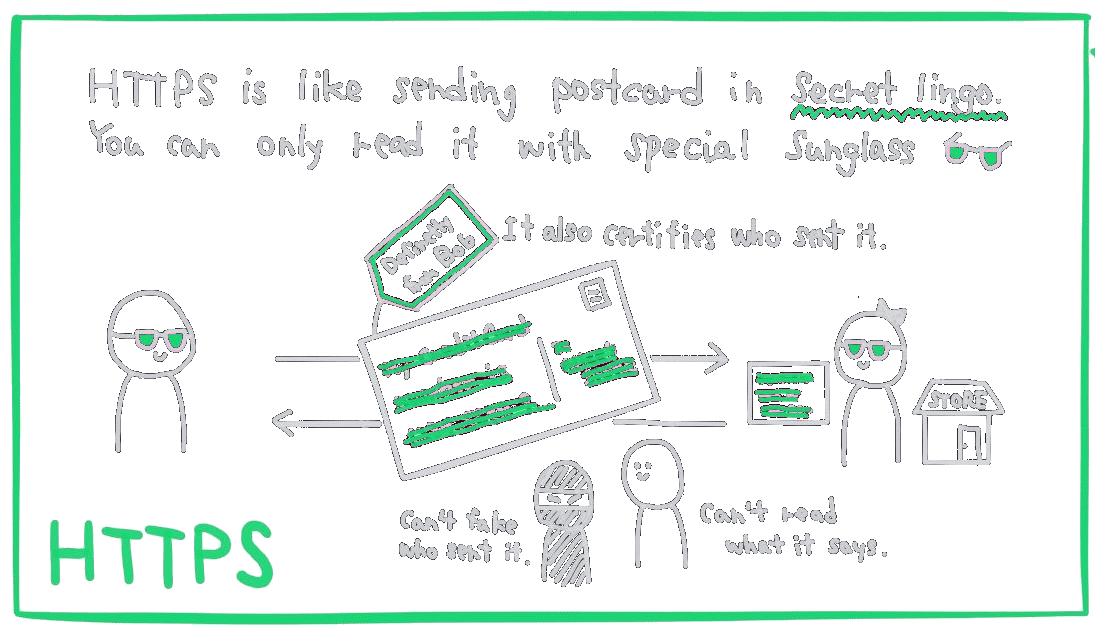 HTTPS is like sending postcard in Secret lingo.
You can only read it with special Sunglass
Definitely
from Bob
It also certifies who sent it.
STORE
Can't fake
who sent it.
Can't read
what it says.
HTTPS